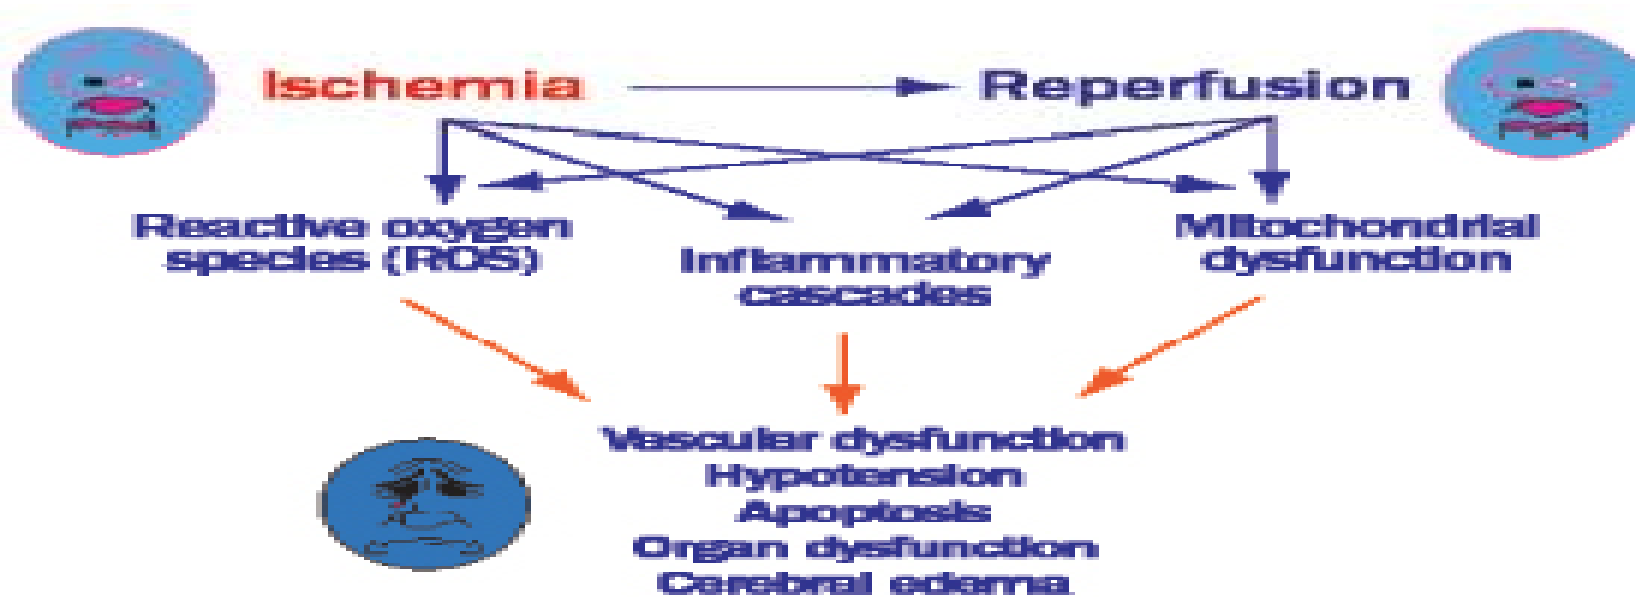 Ischemia
Reperfusion
Reactive oxygen
species (ROS)
Inflammatory
cascades
Mitochondrial
dysfunction
Vascular dysfunction
Hypotension
Apoptosis
Organ dysfunction
Cerebral edema